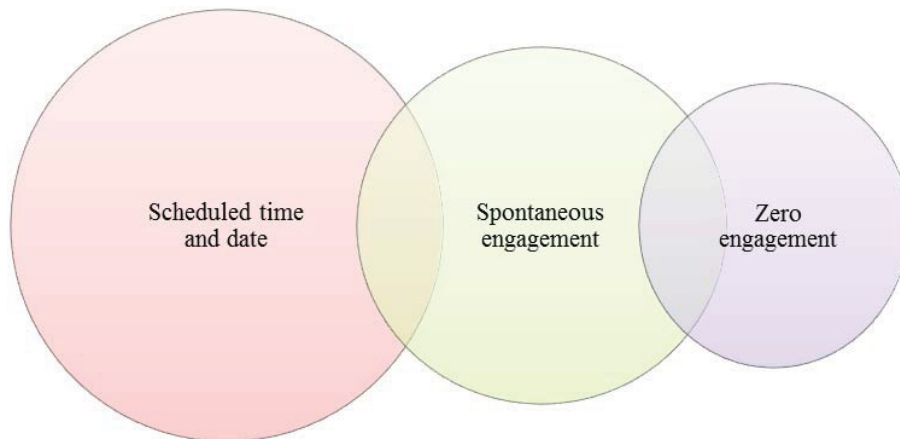 Scheduled time
and date
Spontaneous
engagement
Zero
engagement